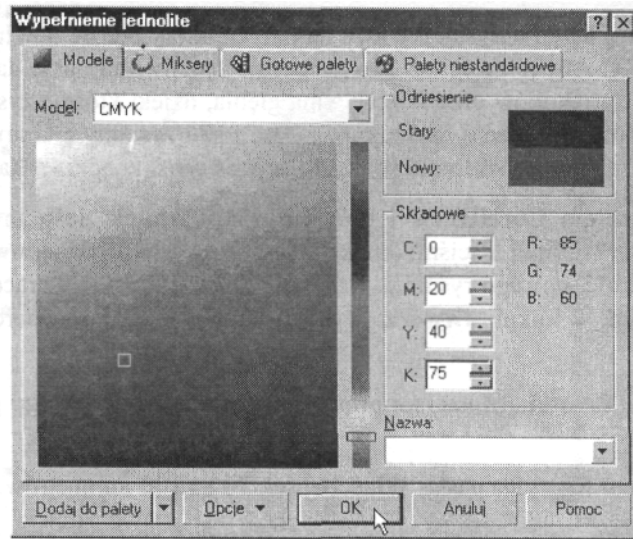 Wypełnienie jednolite
Modele Miksery Gotowe palety Palety niestandardowe
Model: CMYK
Odniesienie
Stary:
Nowy:
Składowe
C: 0 R: 85
G: 74
M: 20 B: 60
Y: 40
K: 75
Nazwa:
Dodaj do palety Opcje OK Anuluj Pomoc